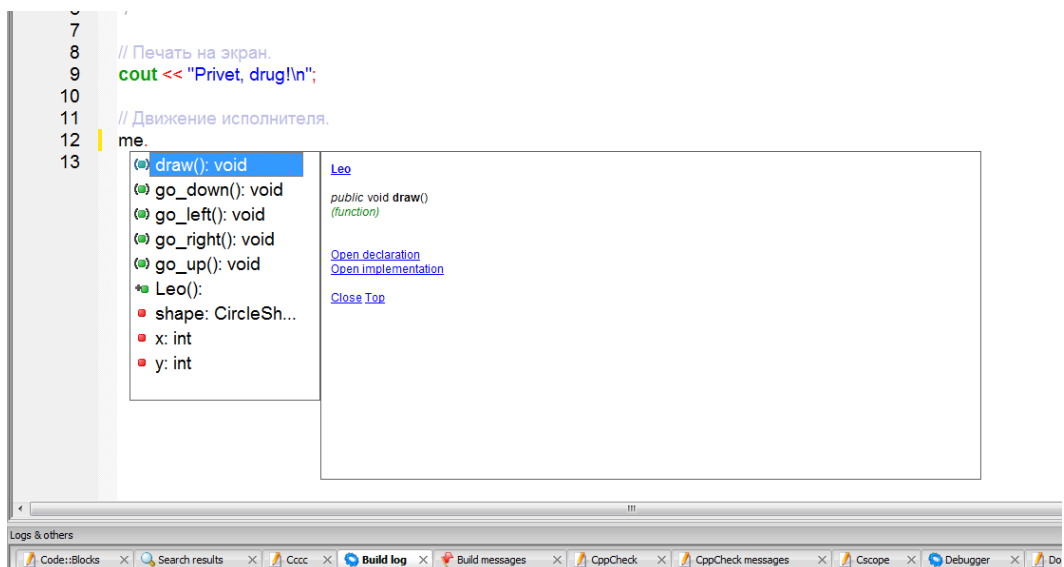 7
8 // Печать на экран.
9 cout << "Privet, drug!\n";
10
11 // Движение исполнителя.
12 me.
13
draw(): void
go_down(): void
go_left(): void
go_right(): void
go_up(): void
Leo():
shape: CircleSh...
x: int
y: int
Leo
public void draw()
(function)
Open declaration
Open implementation
Close Top
Logs & others
Code::Blocks Search results Cccc Build log Build messages CppCheck CppCheck messages Cscope Debugger Do